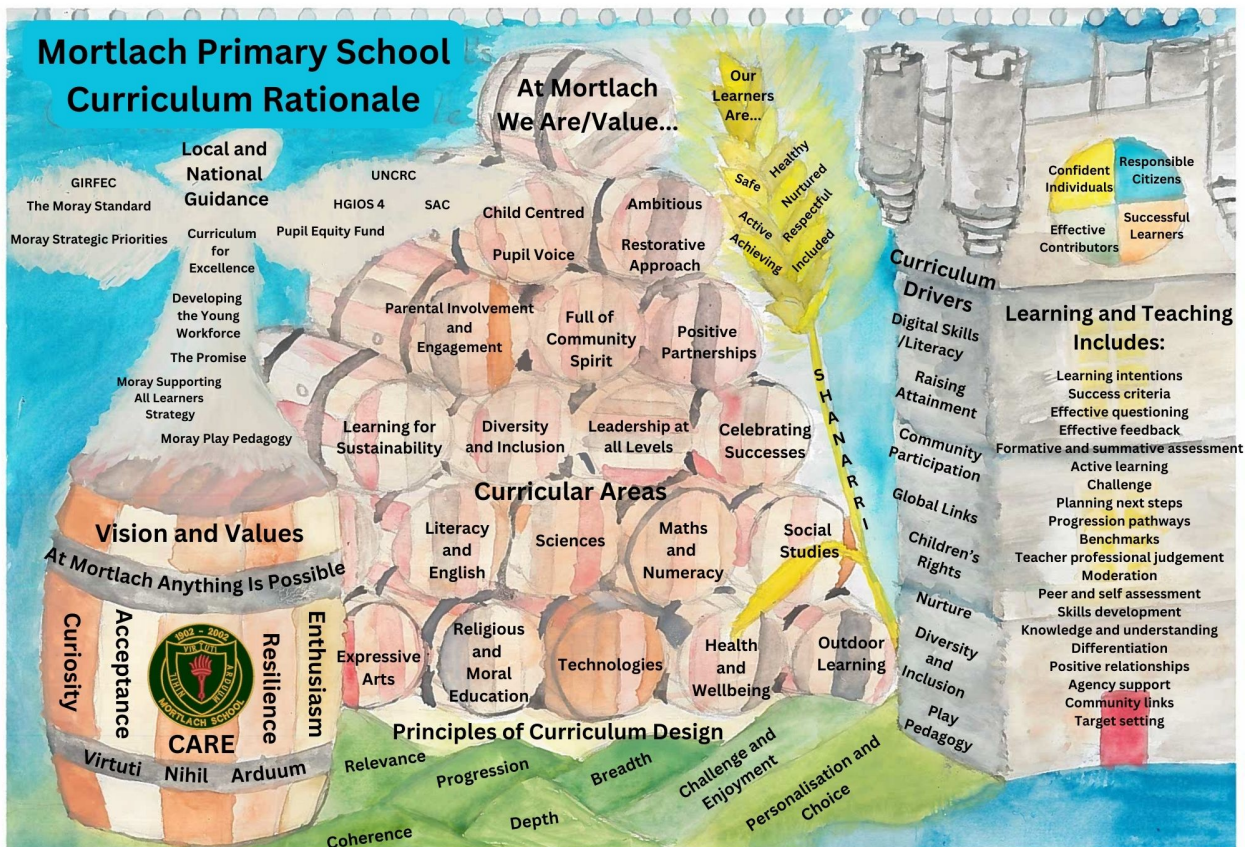 Mortlach Primary School
Curriculum Rationale
Local and
National
Guidance
GIRFEC
The Moray Standard
Moray Strategic Priorities
UNCRC
HGIOS 4
SAC
Pupil Equity Fund
Curriculum
for
Excellence
Developing
the Young
Workforce
The Promise
Moray Supporting
All Learners
Strategy
Moray Play Pedagogy
Vision and Values
At Mortlach Anything Is Possible
Curiosity
Acceptance
1902 - 2002
VIRTUTI
NIHIL
ARDUUM
MORTLACH SCHOOL
CARE
Resilience
Enthusiasm
Virtuti Nihil Arduum
At Mortlach
We Are/Value...
Child Centred
Pupil Voice
Ambitious
Restorative
Approach
Parental Involvement
and
Engagement
Full of
Community
Spirit
Positive
Partnerships
Learning for
Sustainability
Diversity
and Inclusion
Leadership at
all Levels
Celebrating
Successes
Curricular Areas
Literacy
and
English
Sciences
Maths
and
Numeracy
Social
Studies
Expressive
Arts
Religious
and
Moral
Education
Technologies
Health
and
Wellbeing
Outdoor
Learning
Principles of Curriculum Design
Relevance
Progression
Breadth
Challenge and
Enjoyment
Personalisation and
Choice
Coherence
Depth
Our
Learners
Are...
Safe
Healthy
Nurtured
Active
Respectful
Achieving
Included
SHANARRI
Curriculum
Drivers
Digital Skills
/Literacy
Raising
Attainment
Community
Participation
Global Links
Children's
Rights
Nurture
Diversity
and
Inclusion
Play
Pedagogy
Confident
Individuals
Responsible
Citizens
Effective
Contributors
Successful
Learners
Learning and Teaching
Includes:
Learning intentions
Success criteria
Effective questioning
Effective feedback
Formative and summative assessment
Active learning
Challenge
Planning next steps
Progression pathways
Benchmarks
Teacher professional judgement
Moderation
Peer and self assessment
Skills development
Knowledge and understanding
Differentiation
Positive relationships
Agency support
Community links
Target setting